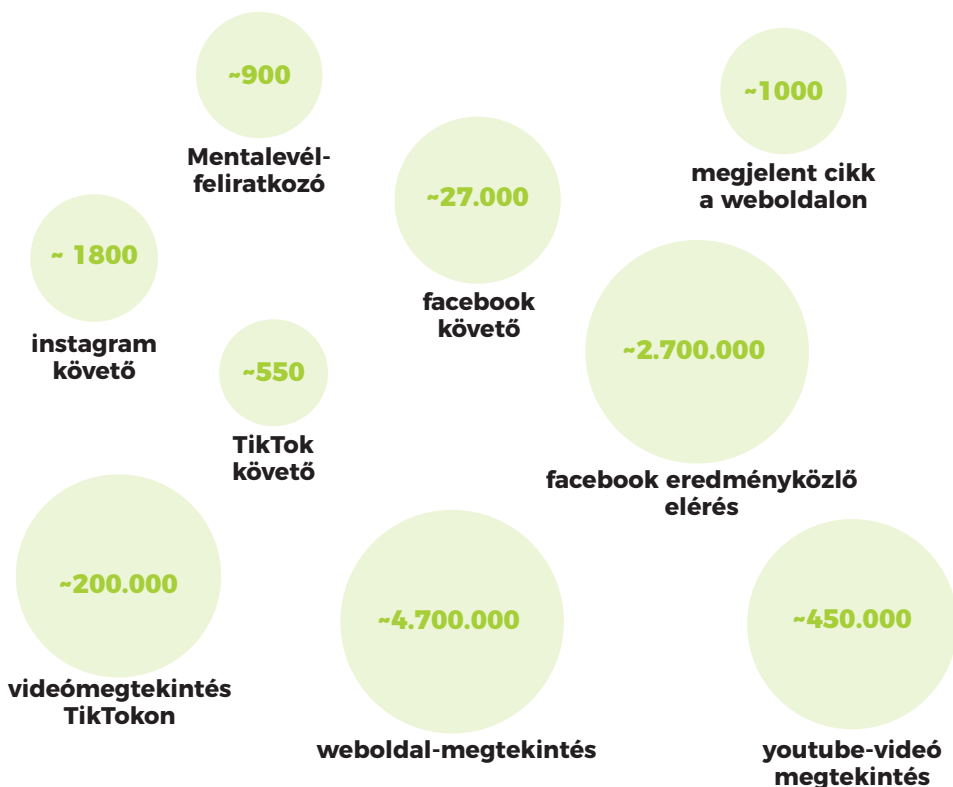 ~900
Mentalevél-
feliratkozó
~1000
megjelent cikk
a weboldalon
~27.000
facebook
követő
~ 1800
instagram
követő
~550
TikTok
követő
~2.700.000
facebook eredményközlő
elérés
~200.000
videómegtekintés
TikTokon
~4.700.000
weboldal-megtekintés
~450.000
youtube-videó
megtekintés